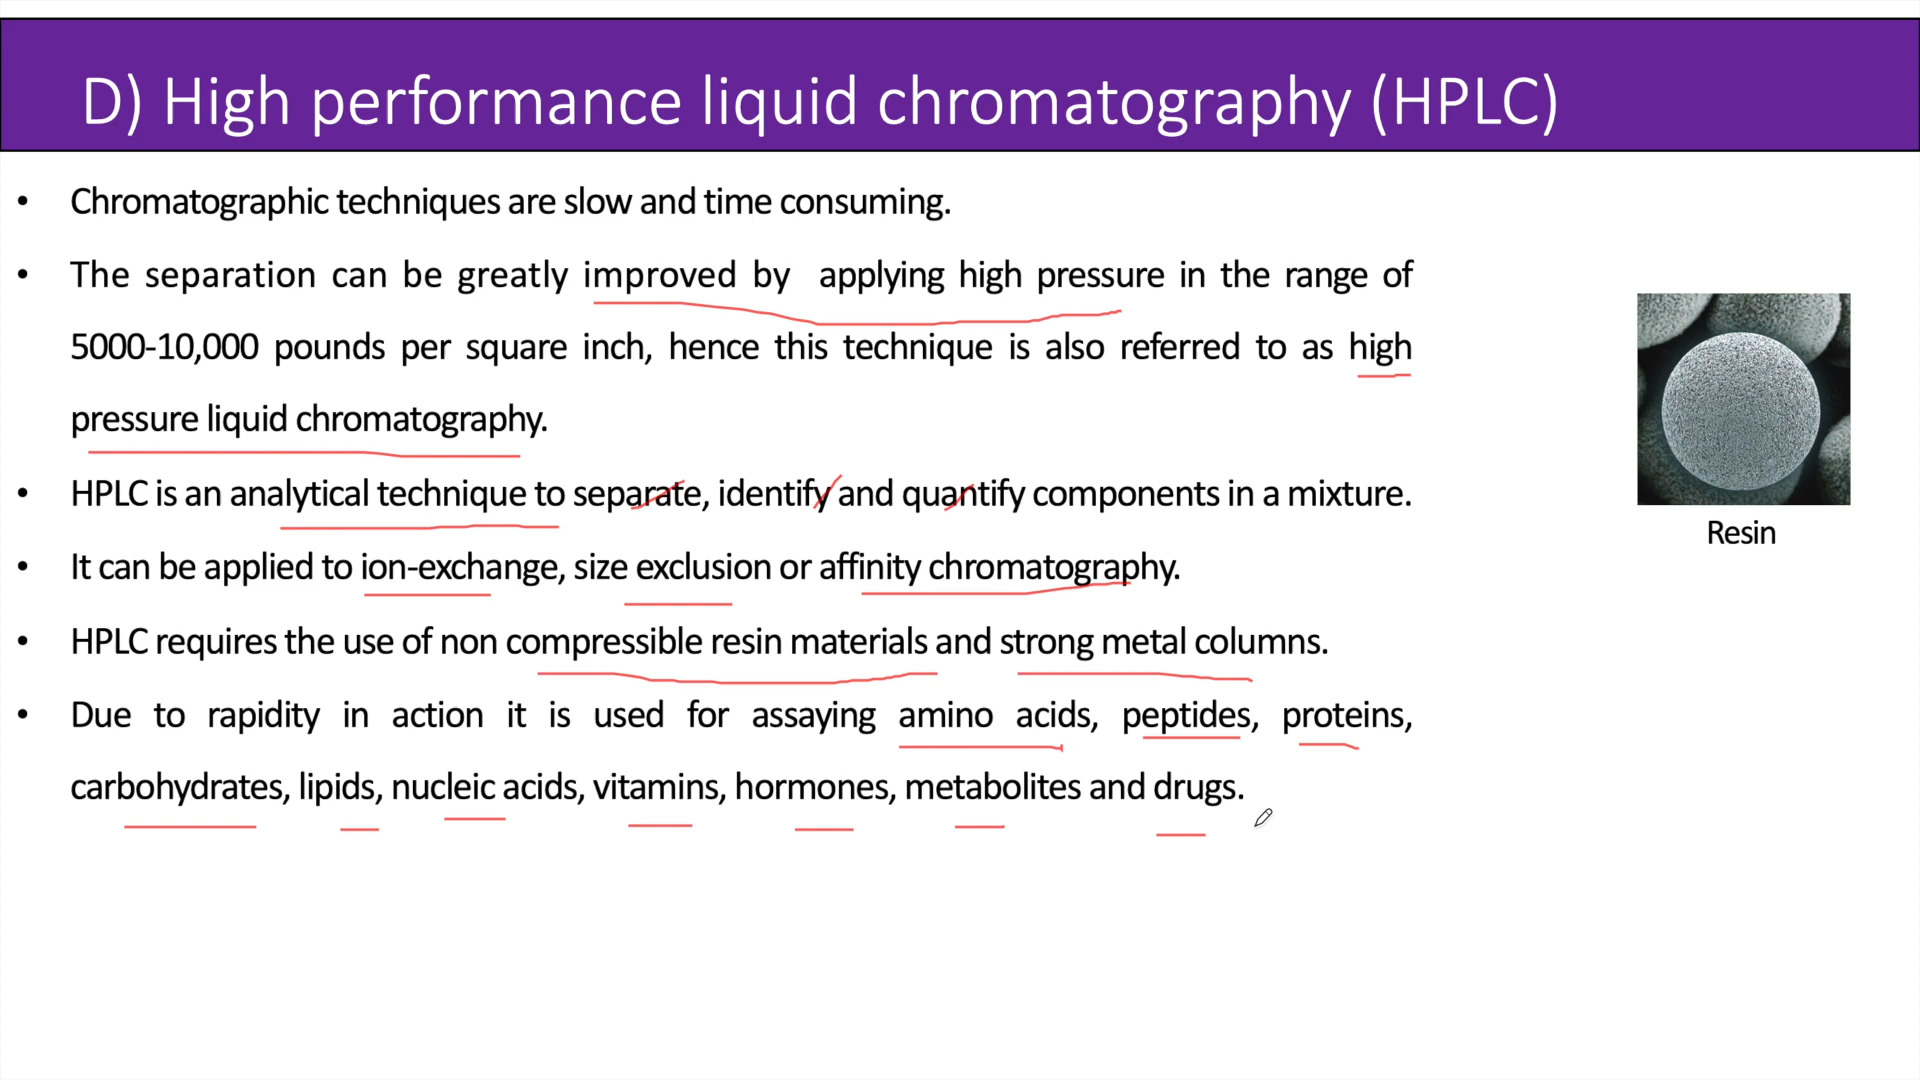 D) High performance liquid chromatography (HPLC)
• Chromatographic techniques are slow and time consuming.
• The separation can be greatly improved by applying high pressure in the range of
5000-10,000 pounds per square inch, hence this technique is also referred to as high
pressure liquid chromatography.
• HPLC is an analytical technique to separate, identify and quantify components in a mixture.
• It can be applied to ion-exchange, size exclusion or affinity chromatography.
• HPLC requires the use of non compressible resin materials and strong metal columns.
• Due to rapidity in action it is used for assaying amino acids, peptides, proteins,
carbohydrates, lipids, nucleic acids, vitamins, hormones, metabolites and drugs.
Resin